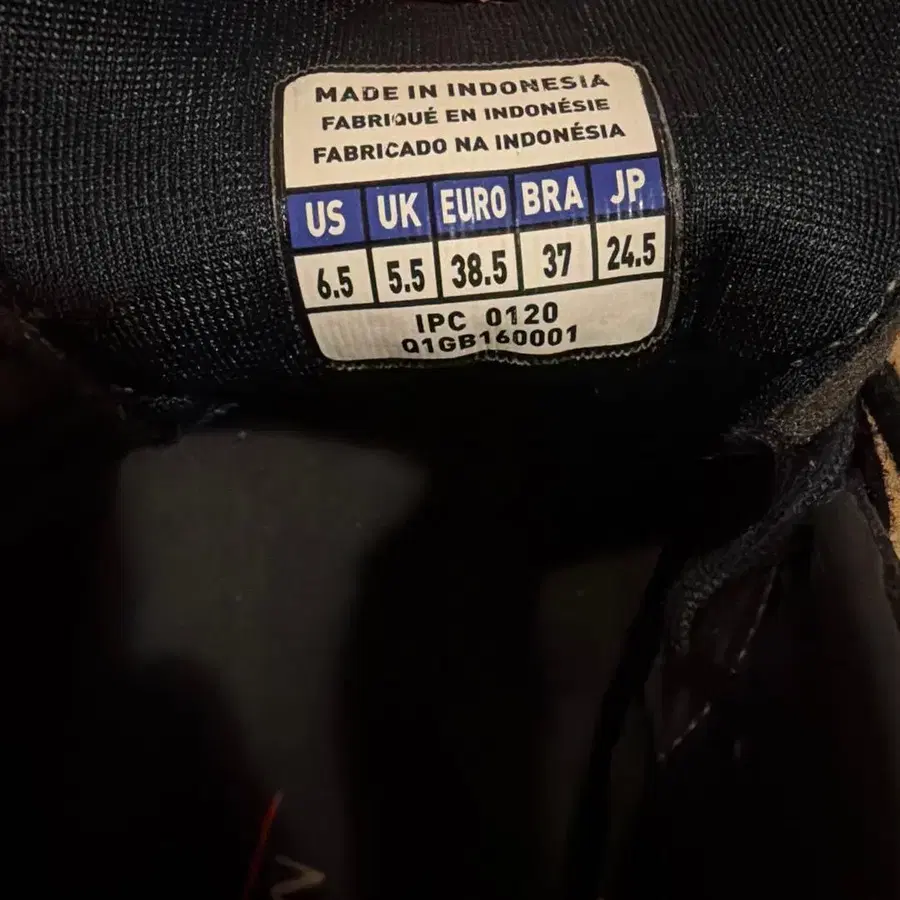 MADE IN INDONESIA
FABRIQUÉ EN INDONÉSIE
FABRICADO NA INDONÉSIA
US UK EURO BRA JP
6.5 5.5 38.5 37 24.5
IPC 0120
Q1GB160001